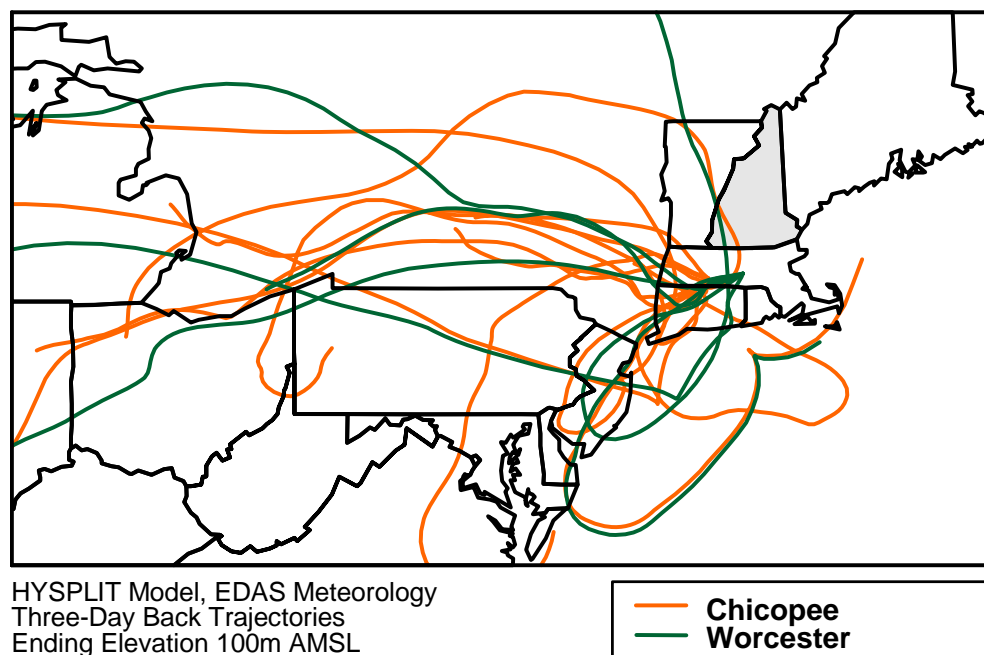 HYSPLIT Model, EDAS Meteorology
Three-Day Back Trajectories
Ending Elevation 100m AMSL
Chicopee
Worcester